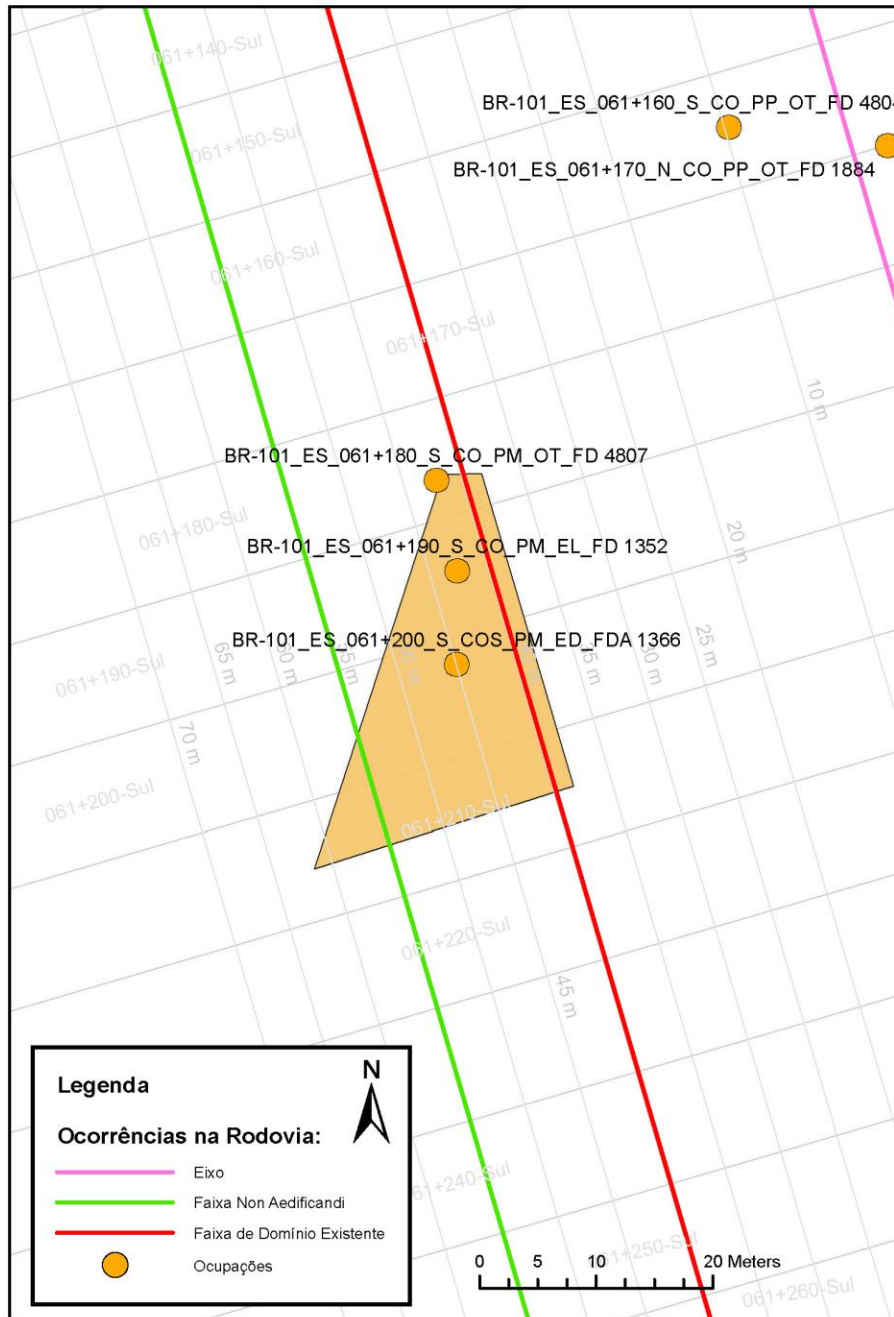 061+140-Sul
BR-101_ES_061+160_S_CO_PP_OT_FD 480
061+150-Sul
BR-101_ES_061+170_N_CO_PP_OT_FD 1884
061+160-Sul
061+170-Sul
10 m
BR-101_ES_061+180_S_CO_PM_OT_FD 4807
061+180-Sul
20 m
BR-101_ES_061+190_S_CO_PM_EL_FD 1352
BR-101_ES_061+200_S_COS_PM_ED_FDA 1366
25 m
30 m
65 m
061+190-Sul
70 m
061+200-Sul
061+210-Sul
061+220-Sul
45 m
Legenda
N
Ocorrências na Rodovia:
Eixo
Faixa Non Aedificandi
Faixa de Domínio Existente
Ocupações
061+240-Sul
061+250-Sul
061+260-Sul
0 5 10 20 Meters